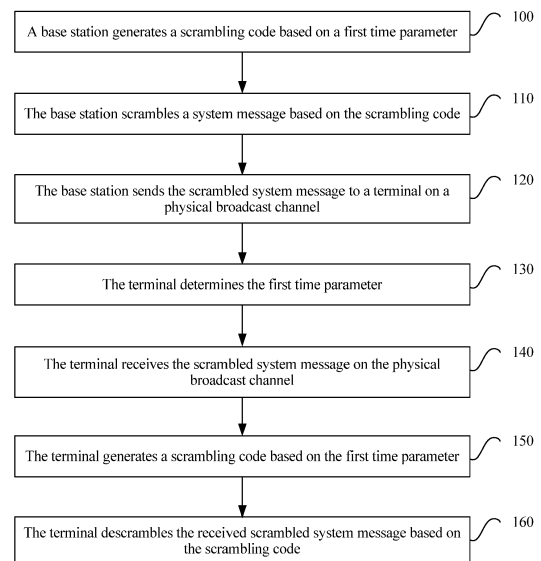 100
A base station generates a scrambling code based on a first time parameter
110
The base station scrambles a system message based on the scrambling code
120
The base station sends the scrambled system message to a terminal on a
physical broadcast channel
130
The terminal determines the first time parameter
140
The terminal receives the scrambled system message on the physical
broadcast channel
150
The terminal generates a scrambling code based on the first time parameter
160
The terminal descrambles the received scrambled system message based on
the scrambling code